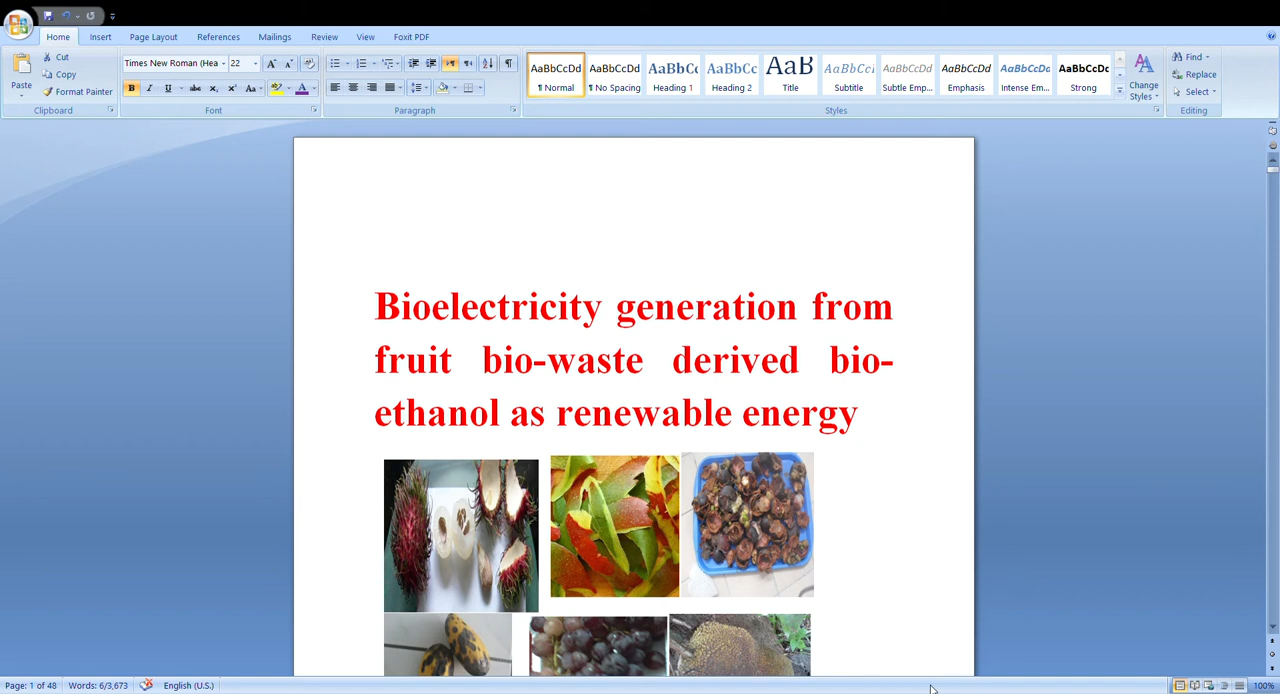 Home Insert Page Layout References Mailings Review View Foxit PDF
Paste
Cut
Copy
Format Painter
Clipboard
Times New Roman (Hea 22
B I U abc X₂ X² Aa
Font
Paragraph
AaBbCcDd AaBbCcDd AaBbCc AaBbCc AaB AaBbCcI AaBbCcDd AaBbCcDd AaBbCcDd AaBbCcDc
¶ Normal ¶ No Spacing Heading 1 Heading 2 Title Subtitle Subtle Emp... Emphasis Intense Em... Strong
Change
Styles
Styles
Find
Replace
Select
Editing
Bioelectricity generation from
fruit bio-waste derived bio-
ethanol as renewable energy
Page: 1 of 48 Words: 6/3,673 English (U.S.) 100%